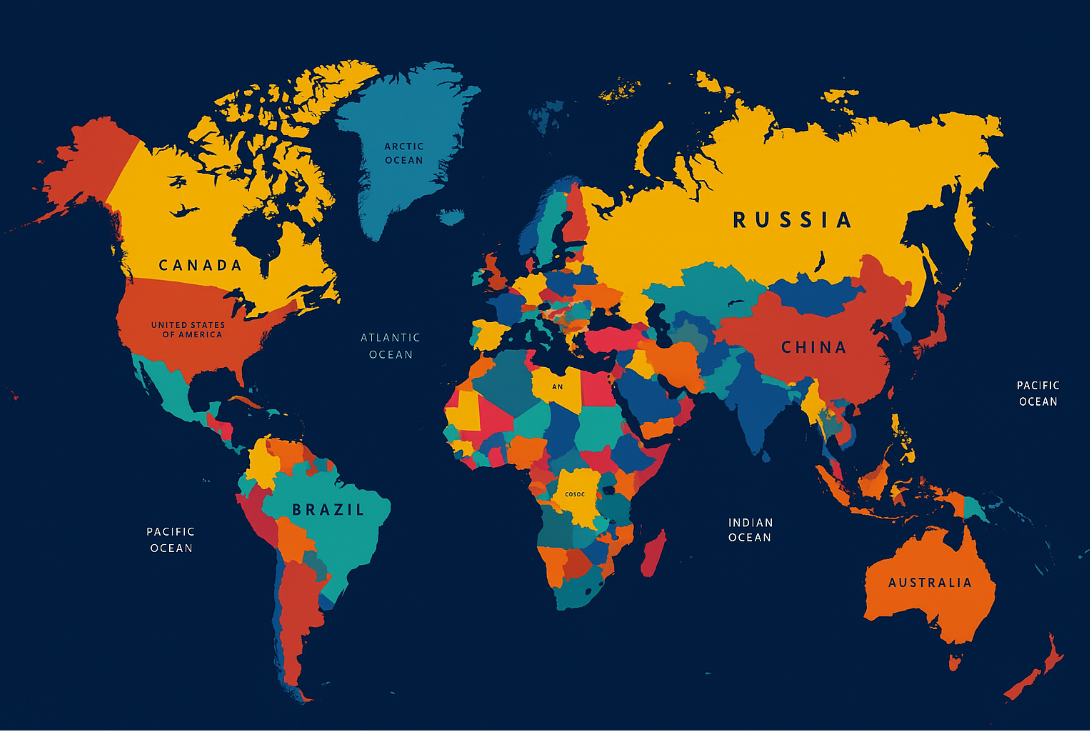 ARCTIC
OCEAN
RUSSIA
CANADA
UNITED STATES
OF AMERICA
ATLANTIC
OCEAN
CHINA
AN
PACIFIC
OCEAN
COSOC
BRAZIL
PACIFIC
OCEAN
INDIAN
OCEAN
AUSTRALIA